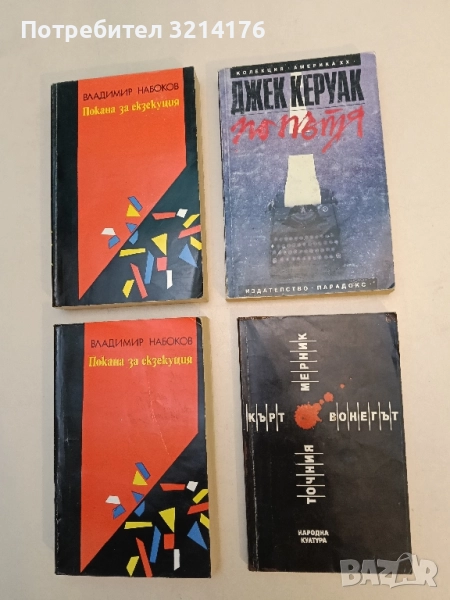 Потребител 3214176
ВЛАДИМИР НАБОКОВ
Покана за екзекуция
КОЛЕКЦИЯ · АМЕРИКА XX ·
ДЖЕК КЕРУАК
по пътя
ИЗДАТЕЛСТВО · ПАРАДОКС ·
ВЛАДИМИР НАБОКОВ
Покана за екзекуция
МЕРНИК
КЪРТ ВОНЕГЪТ
ТОЧНИЯ
НАРОДНА
КУЛТУРА
BAZAR